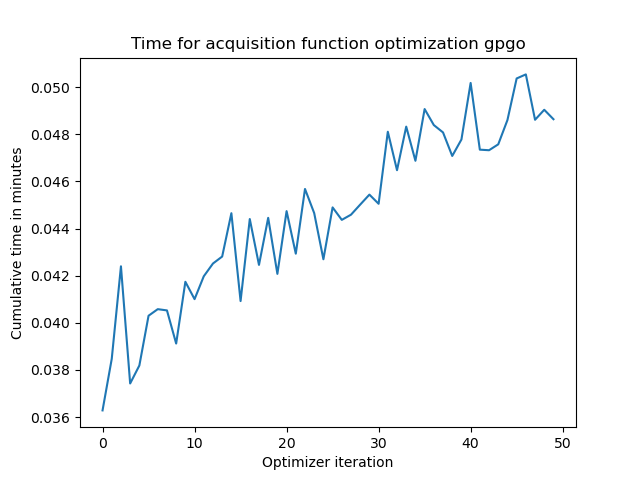 Time for acquisition function optimization gpgo
Cumulative time in minutes
0.050
0.048
0.046
0.044
0.042
0.040
0.038
0.036
0 10 20 30 40 50
Optimizer iteration